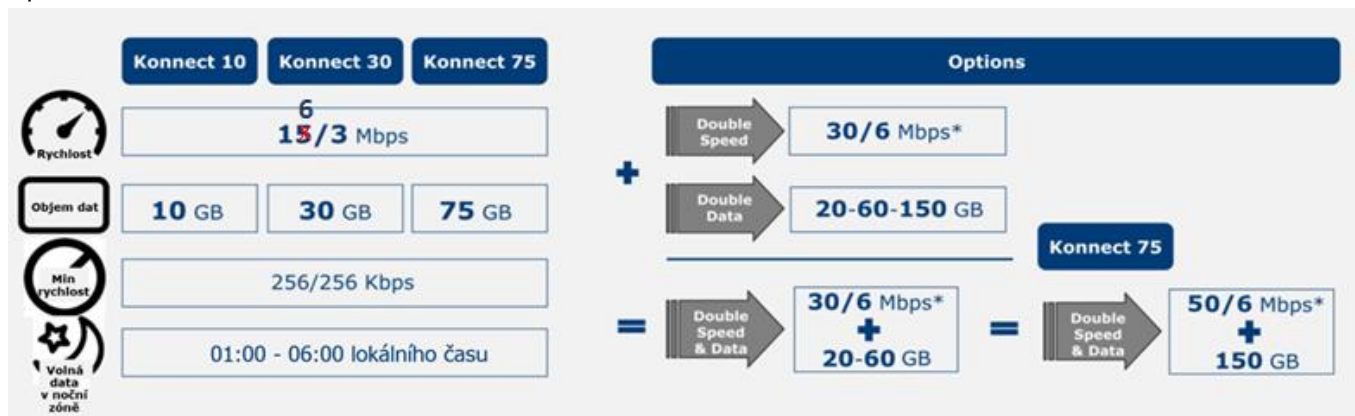 Konnect 10 Konnect 30 Konnect 75 Options
6
Rychlost 15/3 Mbps Double Speed 30/6 Mbps*
+
Objem dat 10 GB 30 GB 75 GB Double Data 20-60-150 GB
Konnect 75
Min rychlost 256/256 Kbps
= Double Speed & Data 30/6 Mbps* + 20-60 GB = Double Speed & Data 50/6 Mbps* + 150 GB
Volná data v noční zóně 01:00 - 06:00 lokálního času